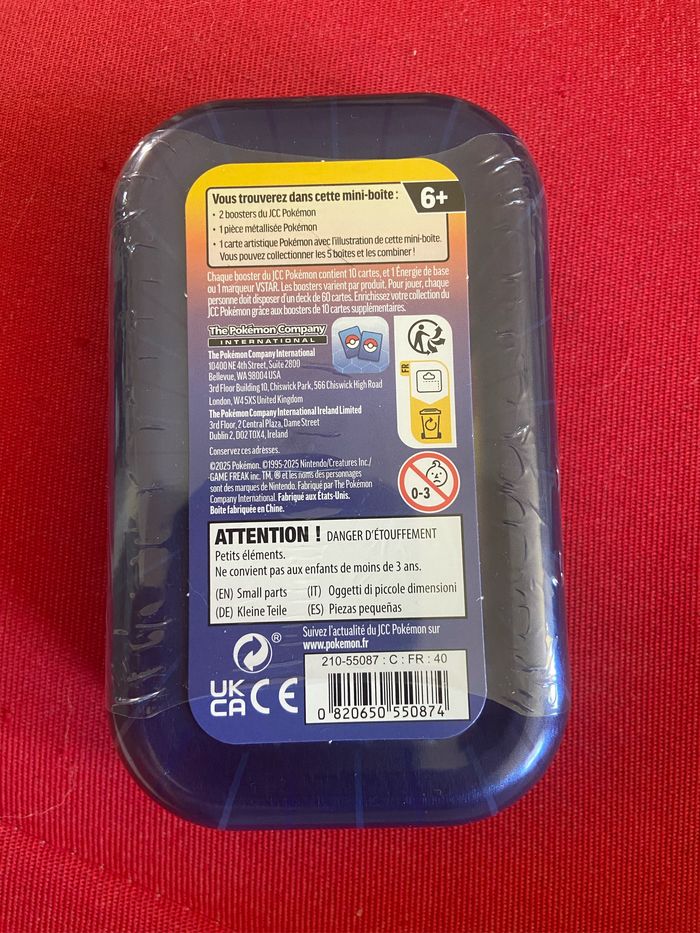 Vous trouverez dans cette mini-boîte :
6+
• 2 boosters du JCC Pokémon
• 1 pièce métallisée Pokémon
• 1 carte artistique Pokémon avec l'illustration de cette mini-boîte.
Vous pouvez collectionner les 5 boîtes et les combiner !
Chaque booster du JCC Pokémon contient 10 cartes, et 1 Énergie de base
ou 1 marqueur VSTAR. Les boosters varient par produit. Pour jouer, chaque
personne doit disposer d'un deck de 60 cartes. Enrichissez votre collection du
JCC Pokémon grâce aux boosters de 10 cartes supplémentaires.
The Pokémon Company
INTERNATIONAL
The Pokémon Company International
10400 NE 4th Street, Suite 2800
Bellevue, WA 98004 USA
3rd Floor Building 10, Chiswick Park, 566 Chiswick High Road
London, W4 5XS United Kingdom
The Pokémon Company International Ireland Limited
3rd Floor, 2 Central Plaza, Dame Street
Dublin 2, D02 T0X4, Ireland
Conservez ces adresses.
©2025 Pokémon. ©1995-2025 Nintendo/Creatures Inc./
GAME FREAK inc. TM, ® et les noms des personnages
sont des marques de Nintendo. Fabriqué par The Pokémon
Company International. Fabriqué aux États-Unis.
Boîte fabriquée en Chine.
FR
0-3
ATTENTION ! DANGER D'ÉTOUFFEMENT
Petits éléments.
Ne convient pas aux enfants de moins de 3 ans.
(EN) Small parts (IT) Oggetti di piccole dimensioni
(DE) Kleine Teile (ES) Piezas pequeñas
Suivez l'actualité du JCC Pokémon sur
www.pokemon.fr
®
UK
CA CE
210-55087 : C : FR : 40
0 820650 550874